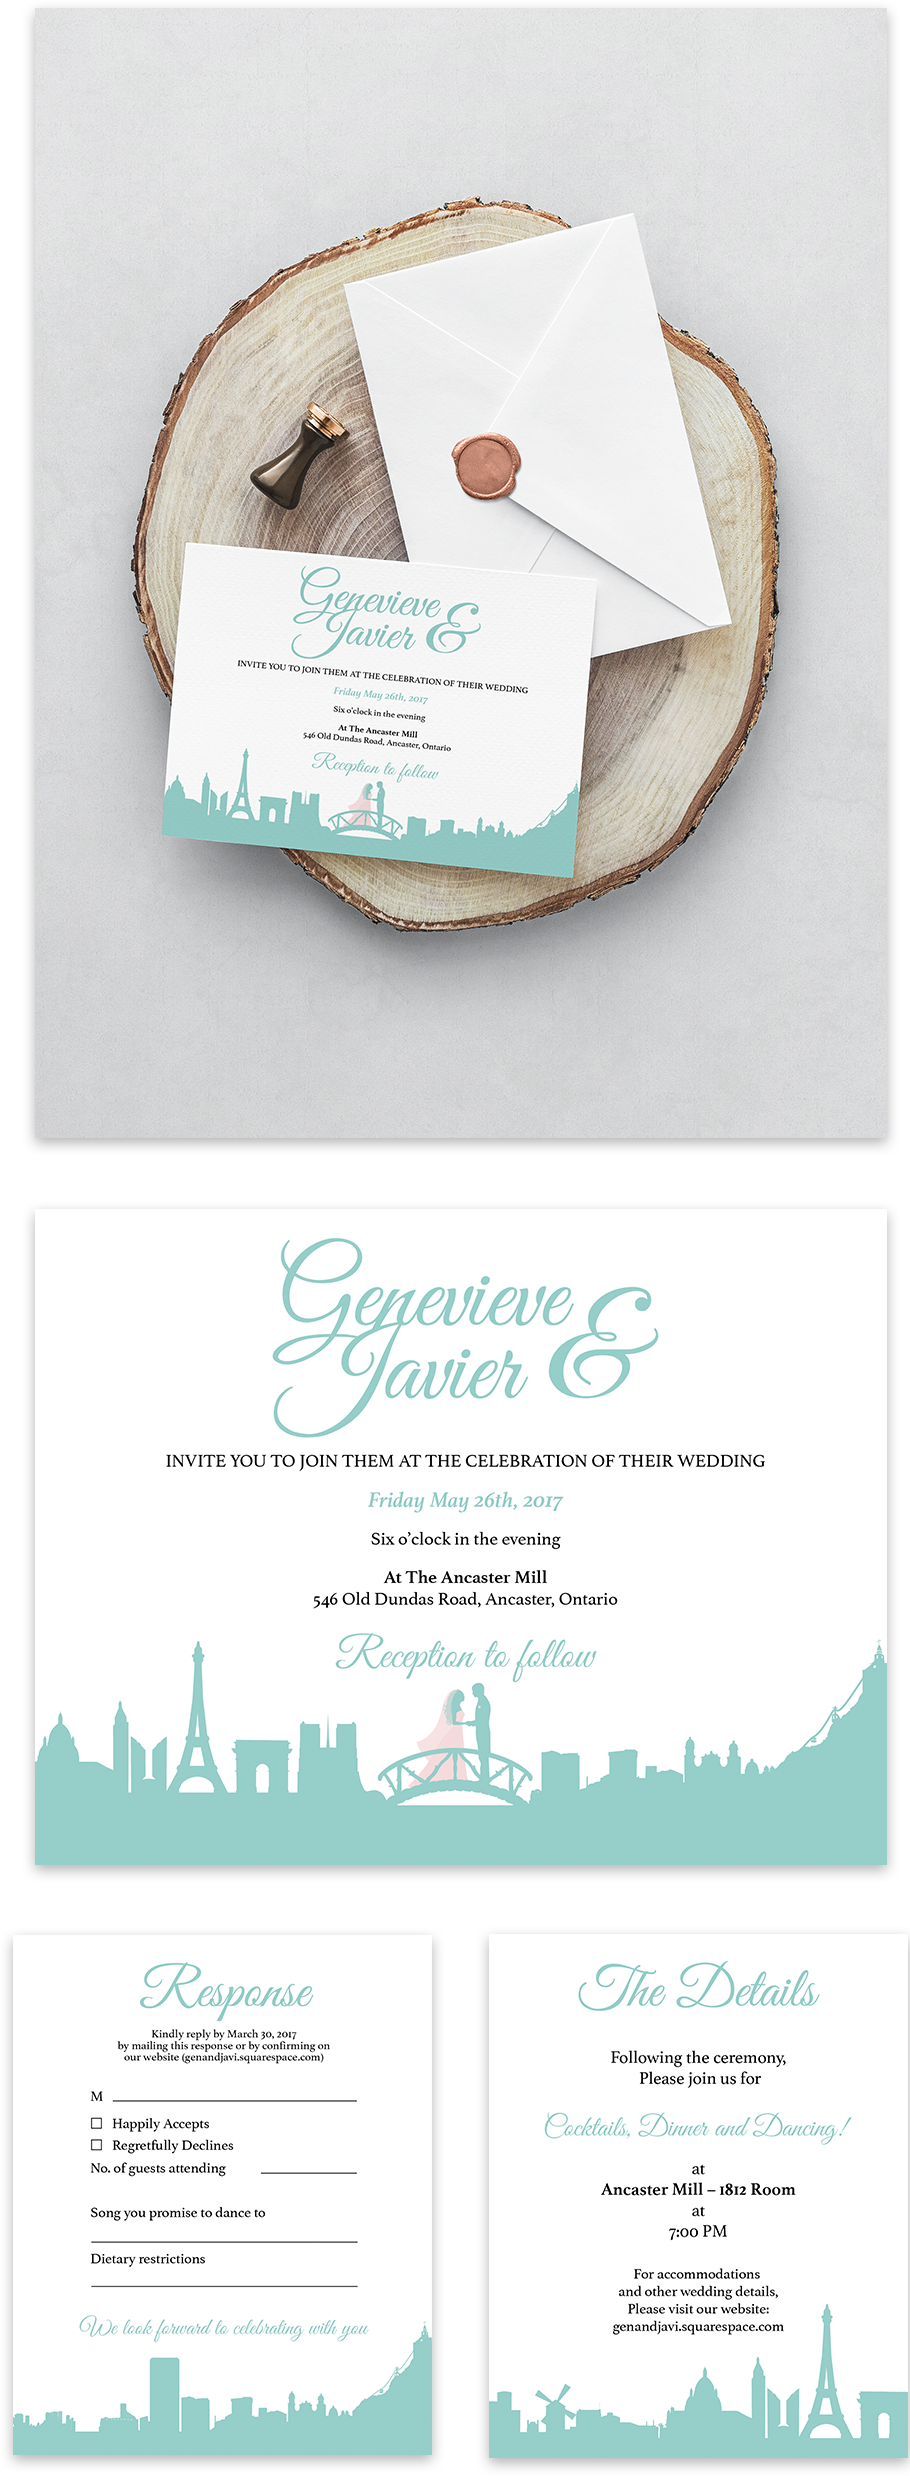 Genevieve &
Javier
INVITE YOU TO JOIN THEM AT THE CELEBRATION OF THEIR WEDDING
Friday May 26th, 2017
Six o'clock in the evening
At The Ancaster Mill
546 Old Dundas Road, Ancaster, Ontario
Reception to follow
Genevieve &
Javier
INVITE YOU TO JOIN THEM AT THE CELEBRATION OF THEIR WEDDING
Friday May 26th, 2017
Six o'clock in the evening
At The Ancaster Mill
546 Old Dundas Road, Ancaster, Ontario
Reception to follow
Response
Kindly reply by March 30, 2017
by mailing this response or by confirming on
our website (genandjavi.squarespace.com)
M
Happily Accepts
Regretfully Declines
No. of guests attending
Song you promise to dance to
Dietary restrictions
We look forward to celebrating with you
The Details
Following the ceremony,
Please join us for
Cocktails, Dinner and Dancing!
at
Ancaster Mill – 1812 Room
at
7:00 PM
For accommodations
and other wedding details,
Please visit our website:
genandjavi.squarespace.com